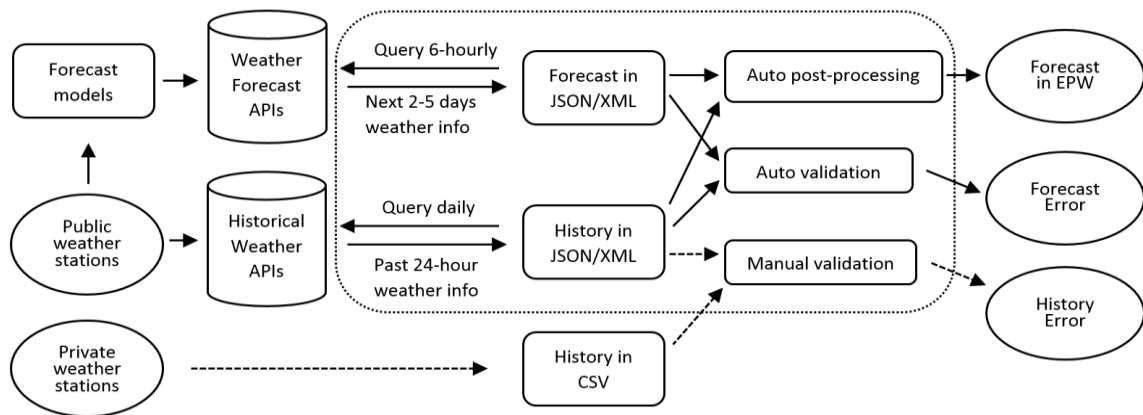 Forecast
models
Weather
Forecast
APIs
Query 6-hourly
Next 2-5 days
weather info
Forecast in
JSON/XML
Auto post-processing
Forecast
in EPW
Auto validation
Forecast
Error
Public
weather
stations
Historical
Weather
APIs
Query daily
Past 24-hour
weather info
History in
JSON/XML
Manual validation
History
Error
Private
weather
stations
History in
CSV